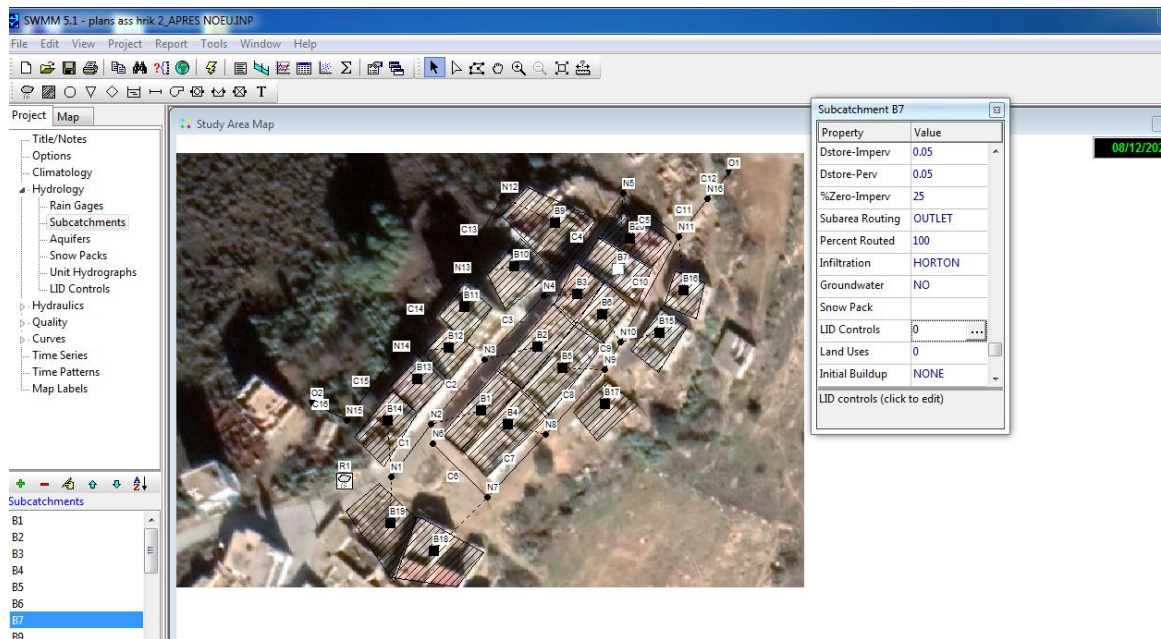 SWMM 5.1 - plans ass hrik 2_APRES NOEU.INP
File Edit View Project Report Tools Window Help
T
Project Map
Title/Notes
Options
Climatology
Hydrology
Rain Gages
Subcatchments
Aquifers
Snow Packs
Unit Hydrographs
LID Controls
Hydraulics
Quality
Curves
Time Series
Time Patterns
Map Labels
Subcatchments
B1
B2
B3
B4
B5
B6
B7
B9
Study Area Map
O1
C12
N16
N5
N12
B9
C11
C5
N11
C13
C4
B20
B10
B7
N13
C10
B16
N4
B3
B11
B6
C14
C3
B15
B12
B2
N10
N14
N3
C9
B5
N9
B13
C15
C2
O2
C8
B17
C16
N15
B14
B1
N2
B4
N6
N8
C1
C7
R1
N1
C6
N7
B19
B18
Subcatchment B7
Property Value
Dstore-Imperv 0.05
Dstore-Perv 0.05
%Zero-Imperv 25
Subarea Routing OUTLET
Percent Routed 100
Infiltration HORTON
Groundwater NO
Snow Pack
LID Controls 0 ...
Land Uses 0
Initial Buildup NONE
LID controls (click to edit)
08/12/202